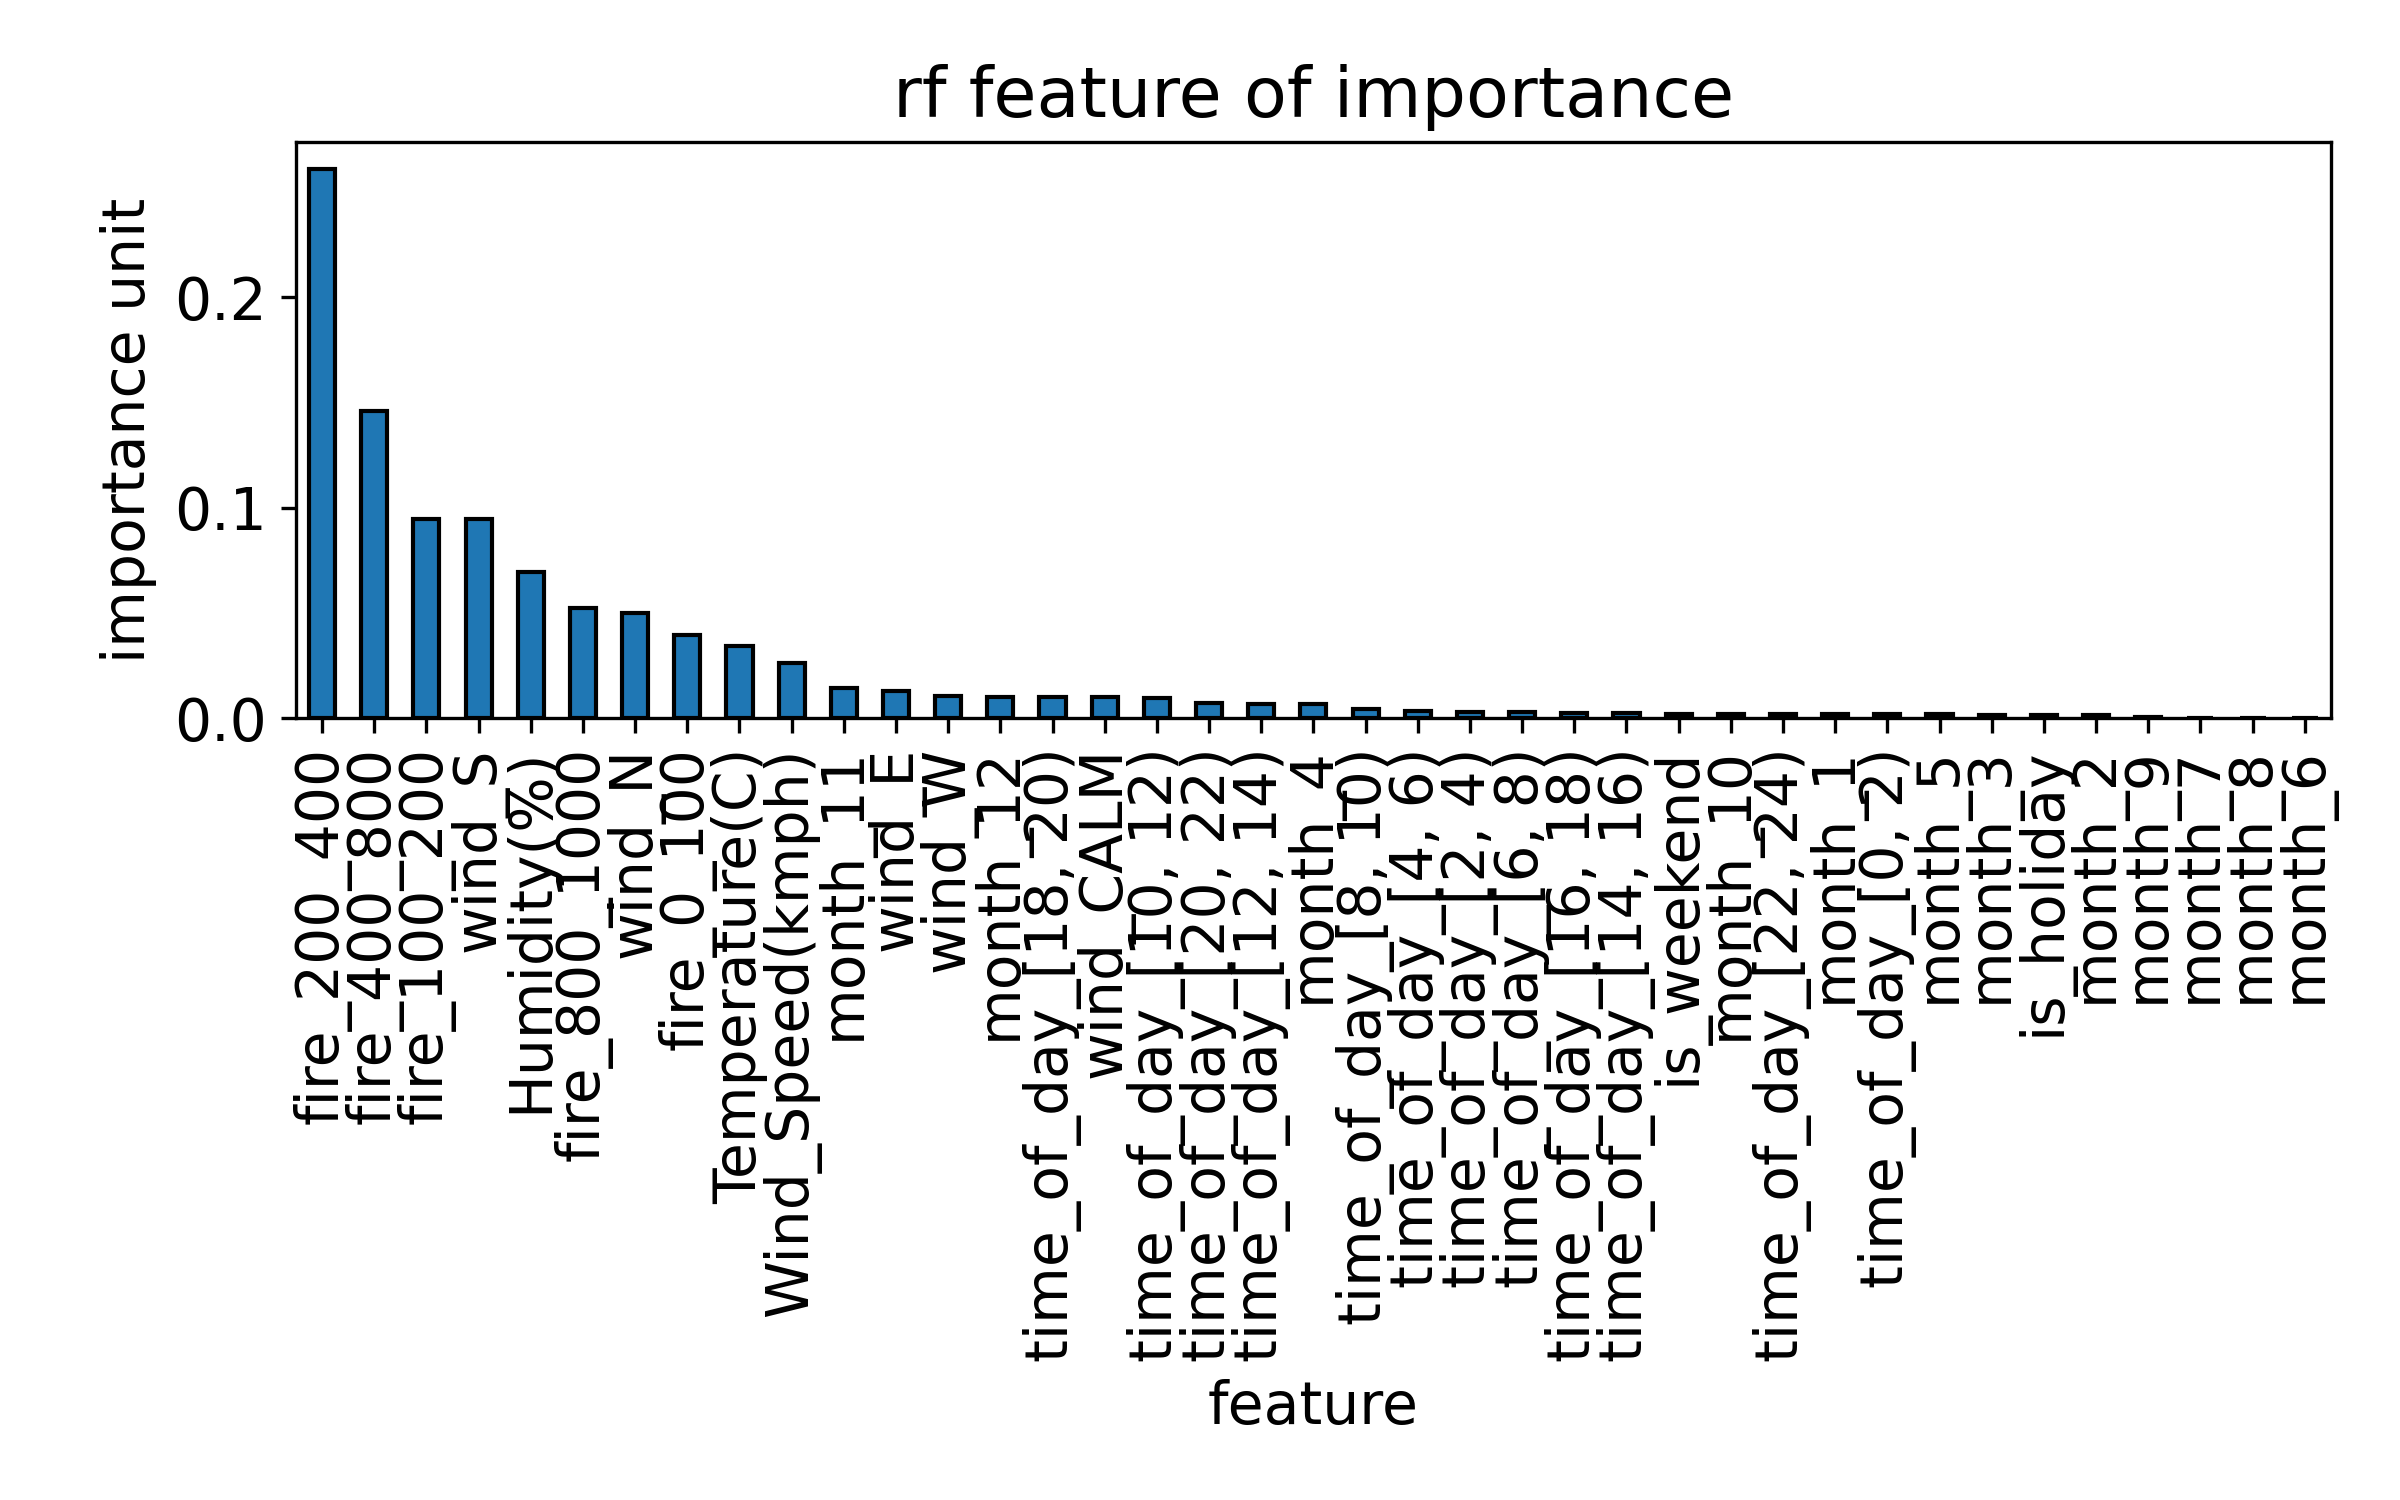 rf feature of importance
importance unit
0.2
0.1
0.0
fire_200_400
fire_400_800
fire_100_200
wind_S
Humidity(%)
fire_800_1000
wind_N
fire_0_100
Temperature(C)
Wind_Speed(kmph)
month_11
wind_E
wind_W
month_12
time_of_day_[18, 20)
wind_CALM
time_of_day_[10, 12)
time_of_day_[20, 22)
time_of_day_[12, 14)
month_4
time_of_day_[8, 10)
time_of_day_[4, 6)
time_of_day_[2, 4)
time_of_day_[6, 8)
time_of_day_[16, 18)
time_of_day_[14, 16)
is_weekend
month_10
time_of_day_[22, 24)
month_1
time_of_day_[0, 2)
month_5
month_3
is_holiday
month_2
month_9
month_7
month_8
month_6
feature